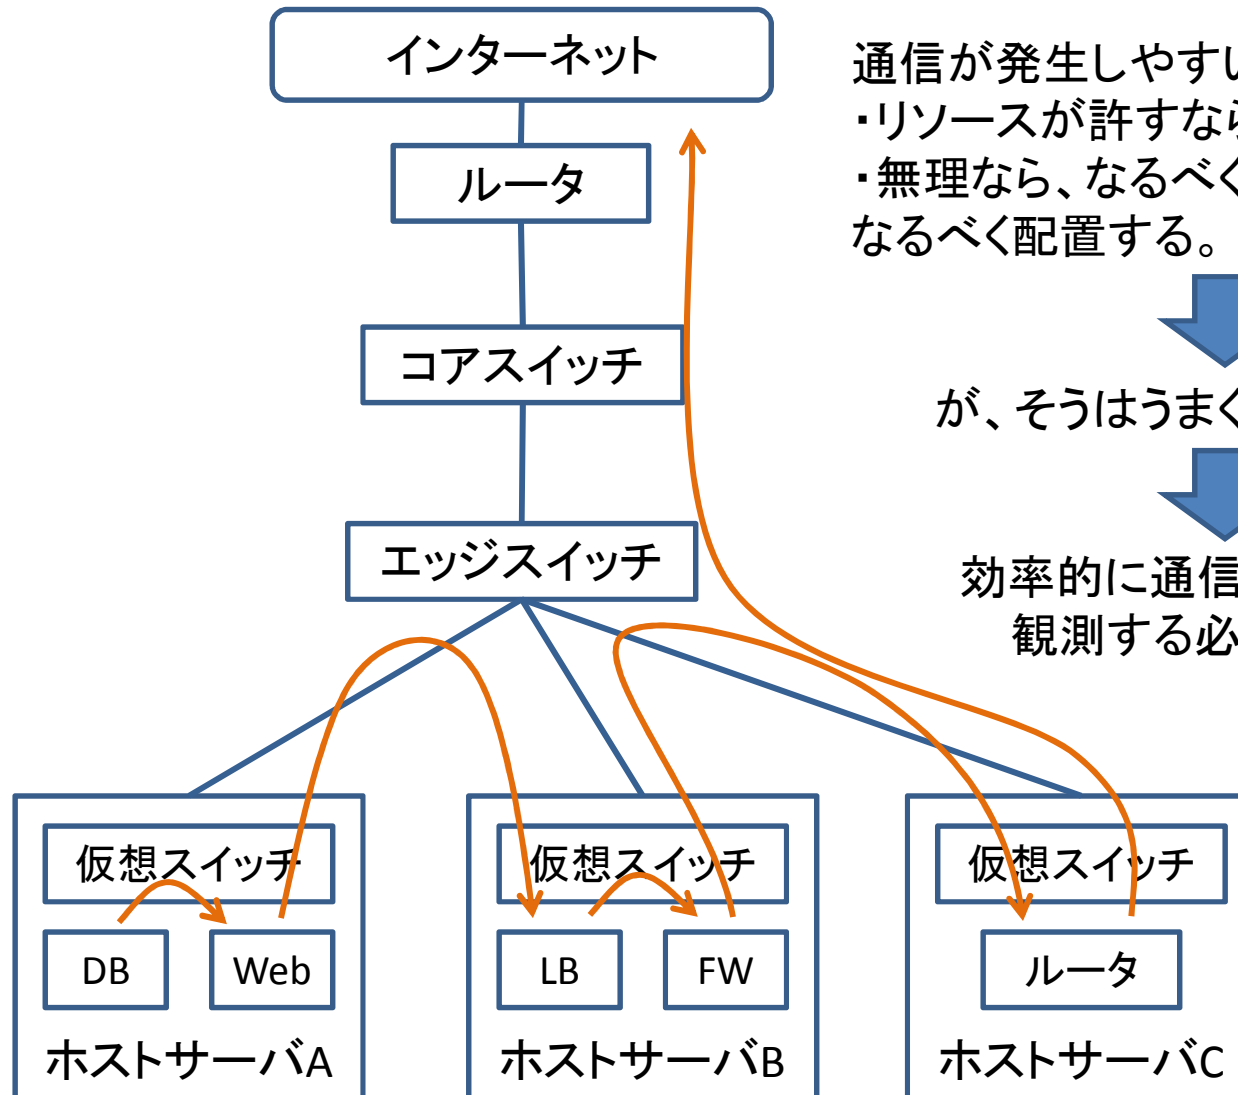 インターネット
ルータ
コアスイッチ
エッジスイッチ
通信が発生しやすい
・リソースが許すなら
・無理なら、なるべく
なるべく配置する。
が、そうはうまく
効率的に通信
観測する必
仮想スイッチ
DB
Web
ホストサーバA
仮想スイッチ
LB
FW
ホストサーバB
仮想スイッチ
ルータ
ホストサーバC